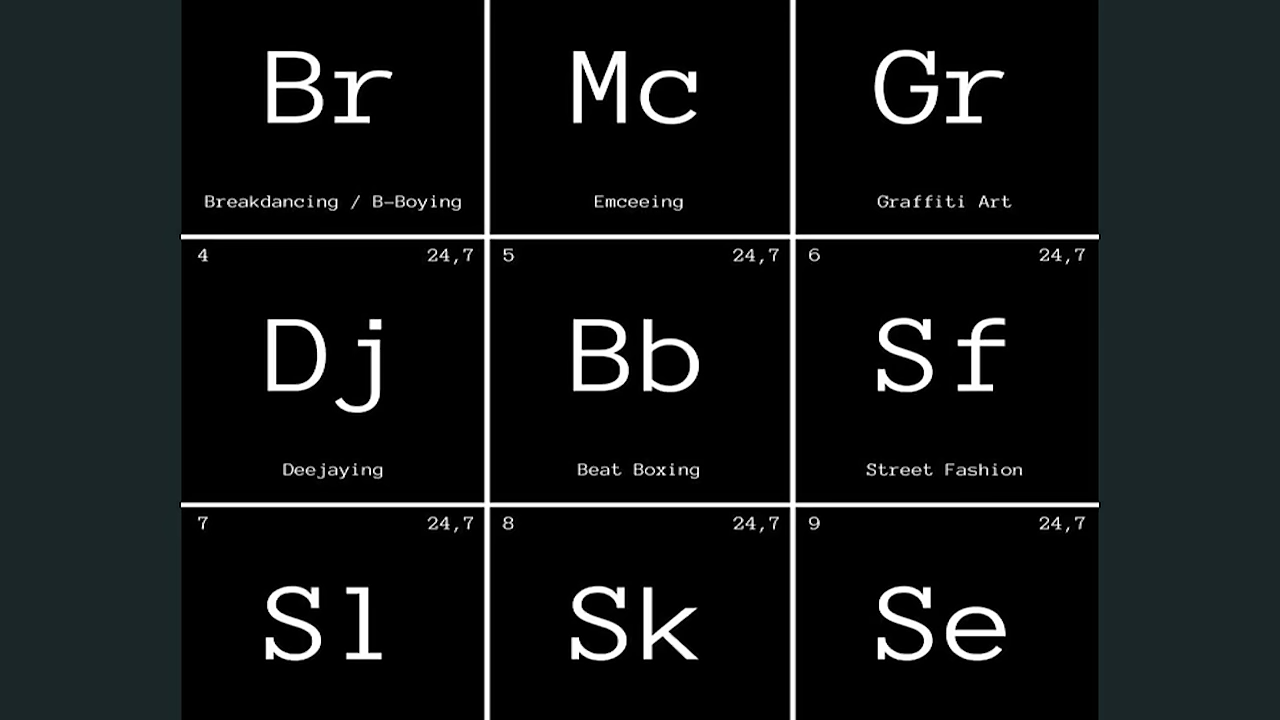 Br Mc Gr
Breakdancing / B-Boying Emceeing Graffiti Art
4 24,7 5 24,7 6 24,7
Dj Bb Sf
Deejaying Beat Boxing Street Fashion
7 24,7 8 24,7 9 24,7
Sl Sk Se